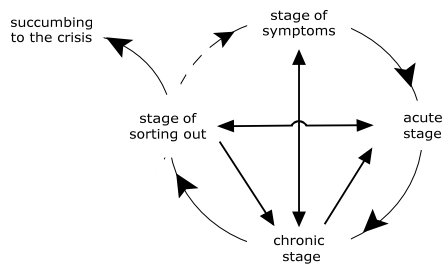 succumbing
to the crisis
stage of
symptoms
stage of
sorting out
acute
stage
chronic
stage